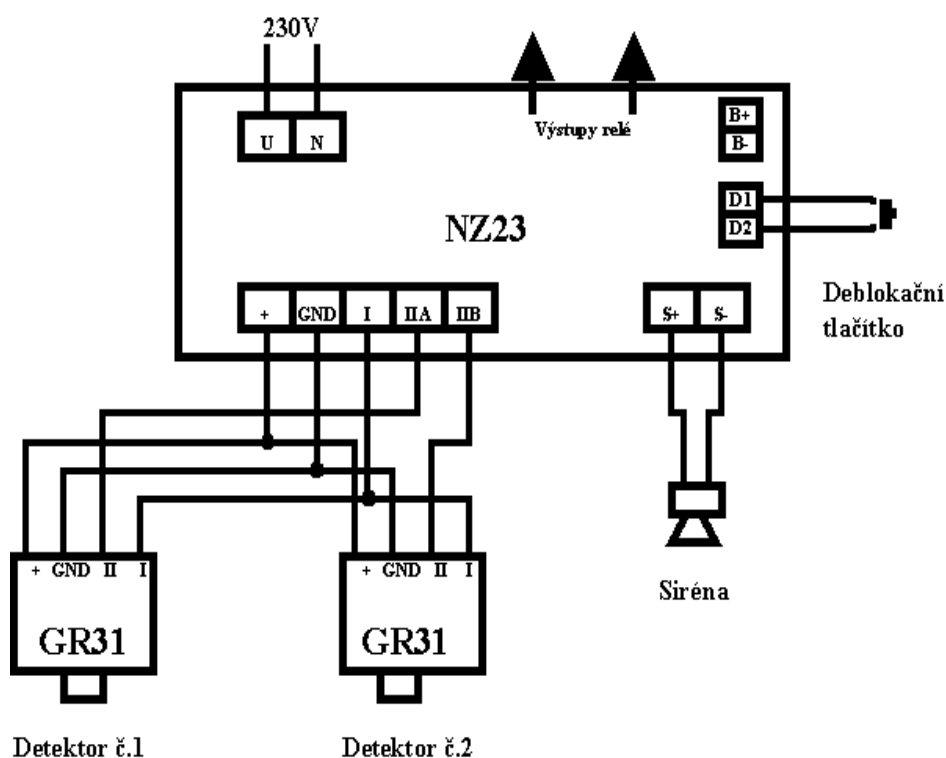 230V
U N
Výstupy relé
B+
B-
D1
D2
NZ23
Deblokační
tlačítko
+ GND I IIA IIB
S+ S-
Siréna
+ GND II I
GR31
Detektor č.1
+ GND II I
GR31
Detektor č.2